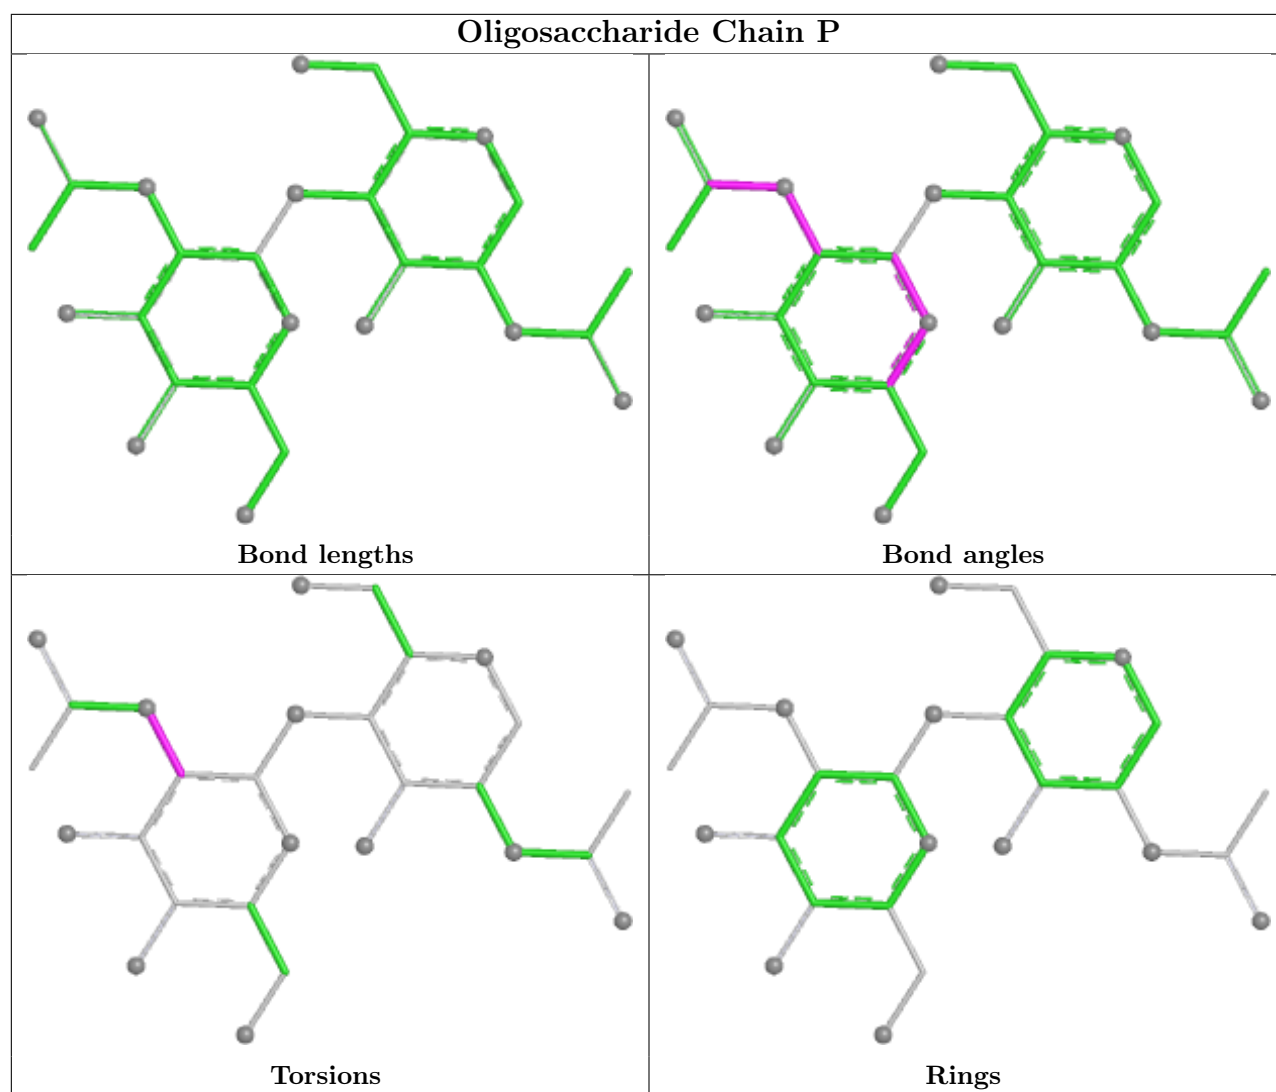 Oligosaccharide Chain P
Bond lengths
Bond angles
Torsions
Rings